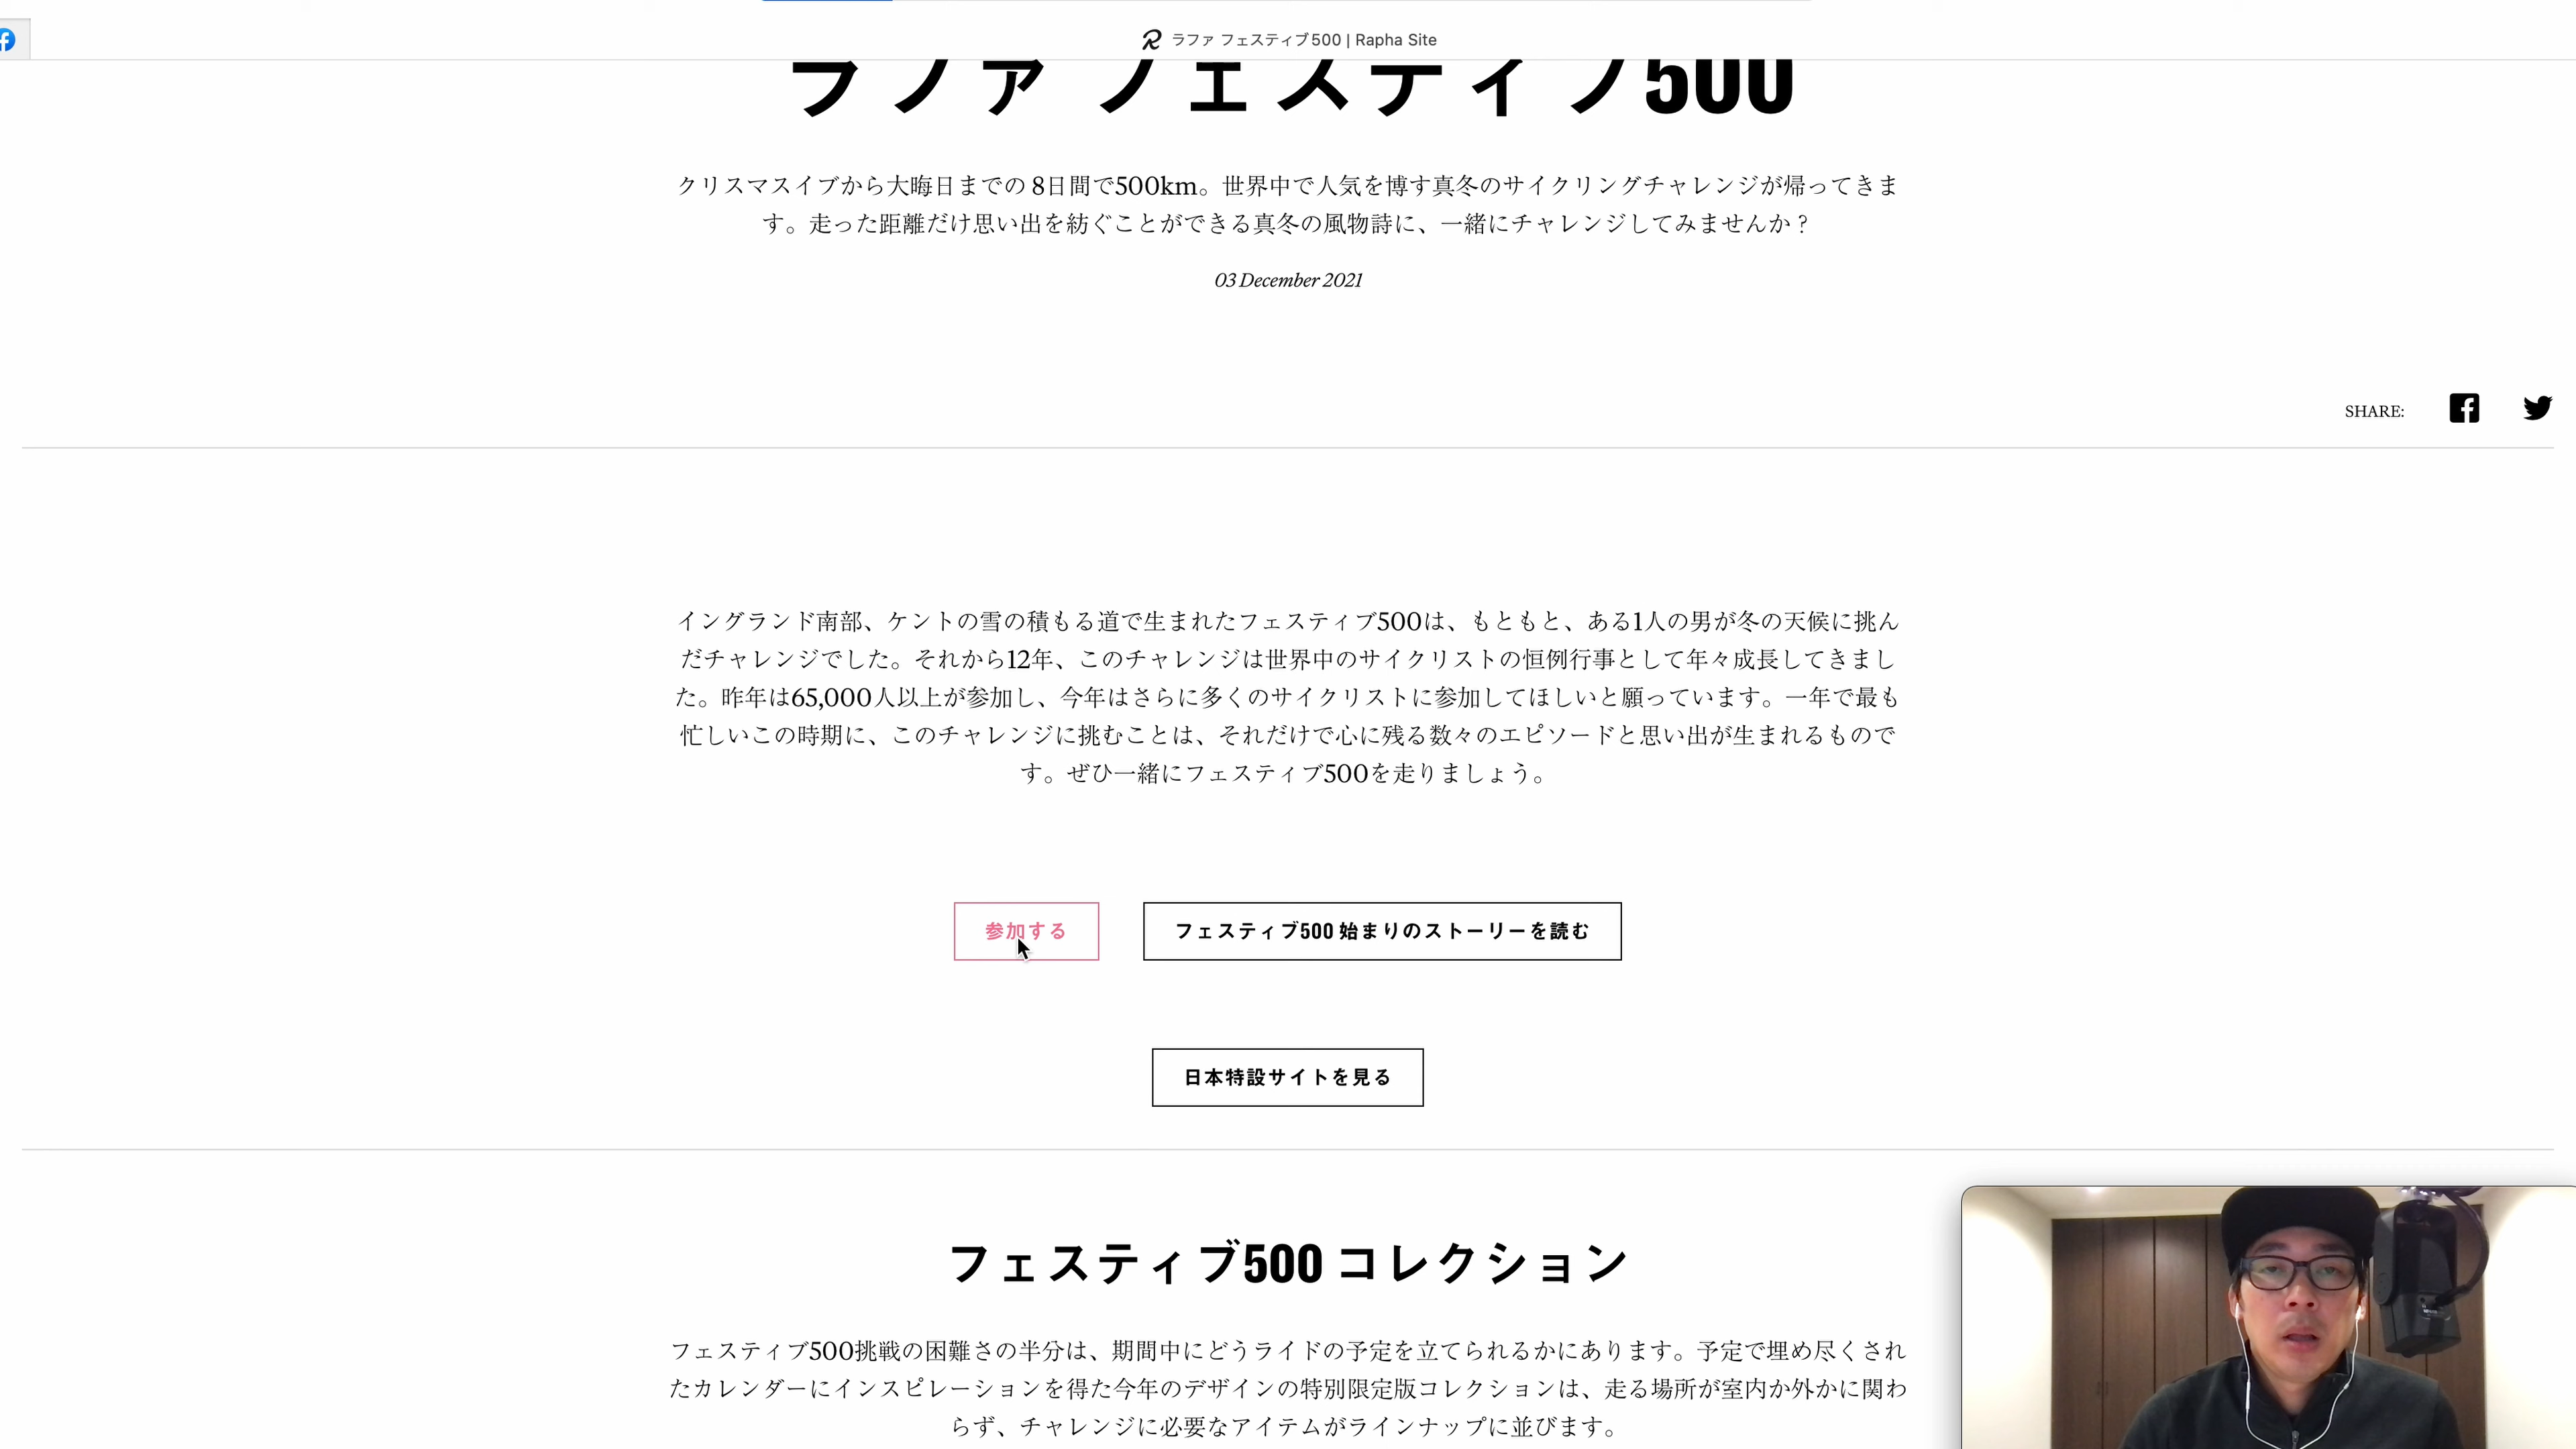 ラファ フェスティブ500 | Rapha Site
ラファ フェスティブ500
クリスマスイブから大晦日までの 8日間で500km。世界中で人気を博す真冬のサイクリングチャレンジが帰ってきま
す。走った距離だけ思い出を紡ぐことができる真冬の風物詩に、一緒にチャレンジしてみませんか？
03 December 2021
SHARE:
イングランド南部、ケントの雪の積もる道で生まれたフェスティブ500は、もともと、ある1人の男が冬の天候に挑ん
だチャレンジでした。それから12年、このチャレンジは世界中のサイクリストの恒例行事として年々成長してきまし
た。昨年は65,000人以上が参加し、今年はさらに多くのサイクリストに参加してほしいと願っています。一年で最も
忙しいこの時期に、このチャレンジに挑むことは、それだけで心に残る数々のエピソードと思い出が生まれるもので
す。ぜひ一緒にフェスティブ500を走りましょう。
参加する
フェスティブ500 始まりのストーリーを読む
日本特設サイトを見る
フェスティブ500 コレクション
フェスティブ500挑戦の困難さの半分は、期間中にどうライドの予定を立てられるかにあります。予定で埋め尽くされ
たカレンダーにインスピレーションを得た今年のデザインの特別限定版コレクションは、走る場所が室内か外かに関わ
らず、チャレンジに必要なアイテムがラインナップに並びます。